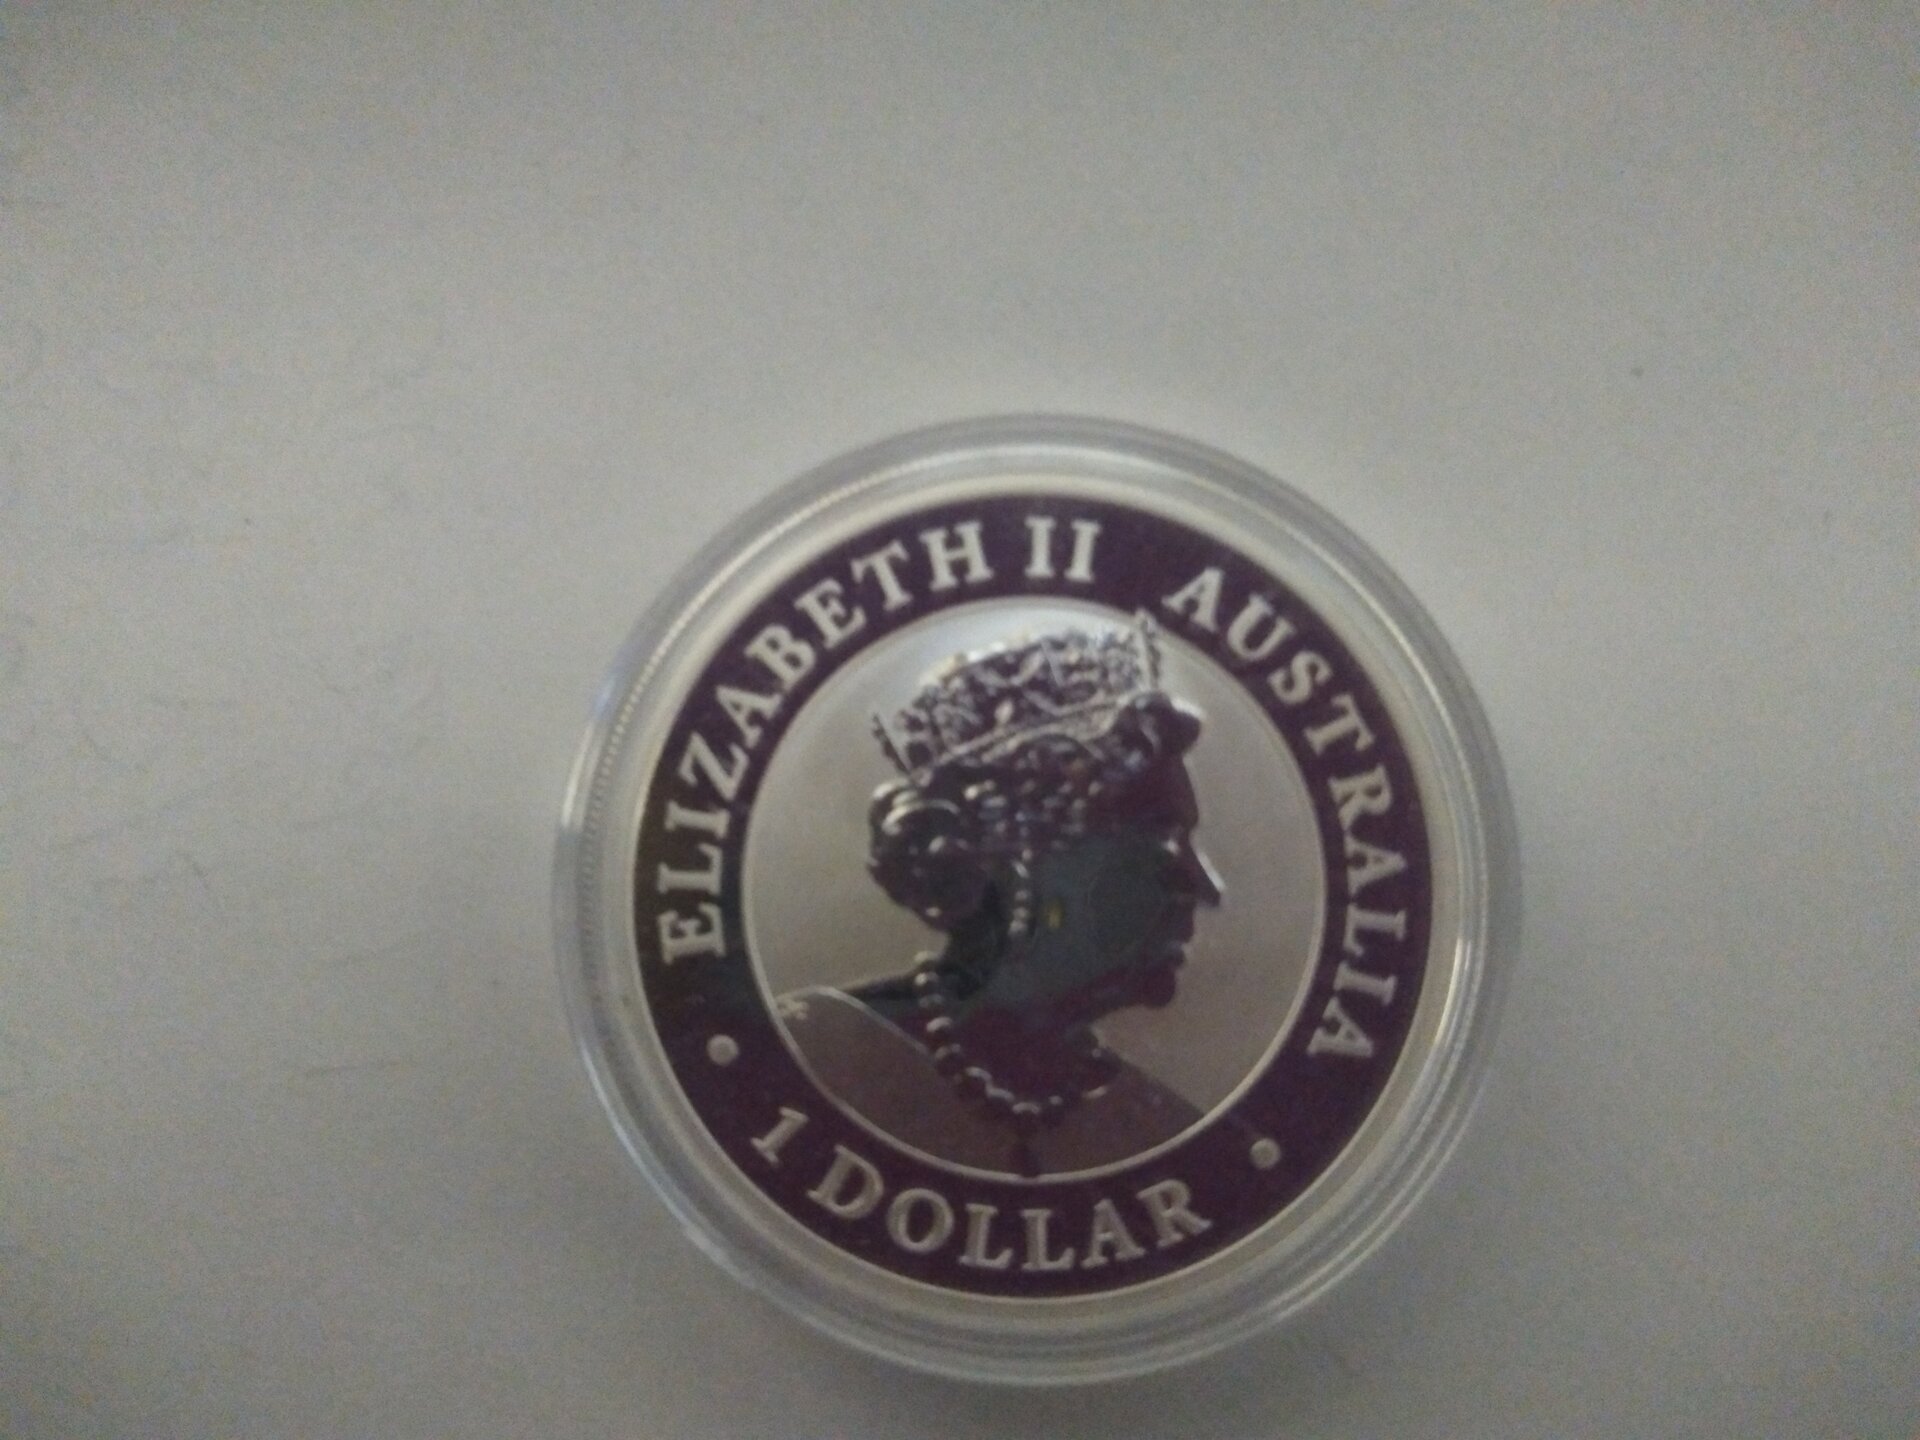 ELIZABETH II AUSTRALIA
• 1 DOLLAR •